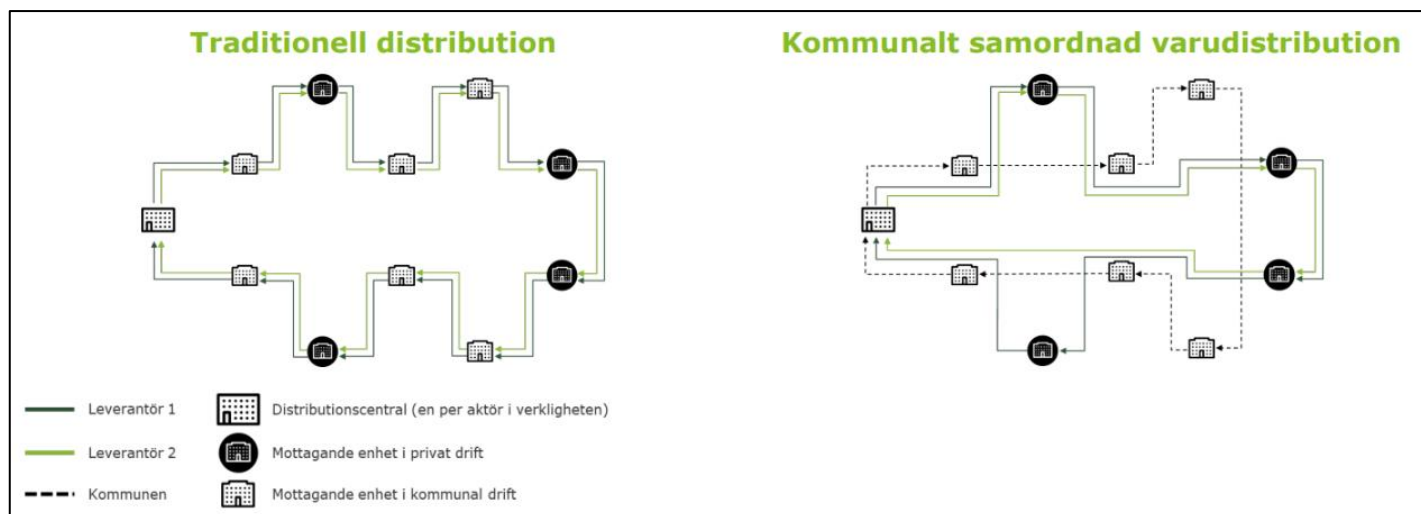 Traditionell distribution
Kommunalt samordnad varudistribution
Leverantör 1
Distributionscentral (en per aktör i verkligheten)
Leverantör 2
Mottagande enhet i privat drift
Kommunen
Mottagande enhet i kommunal drift